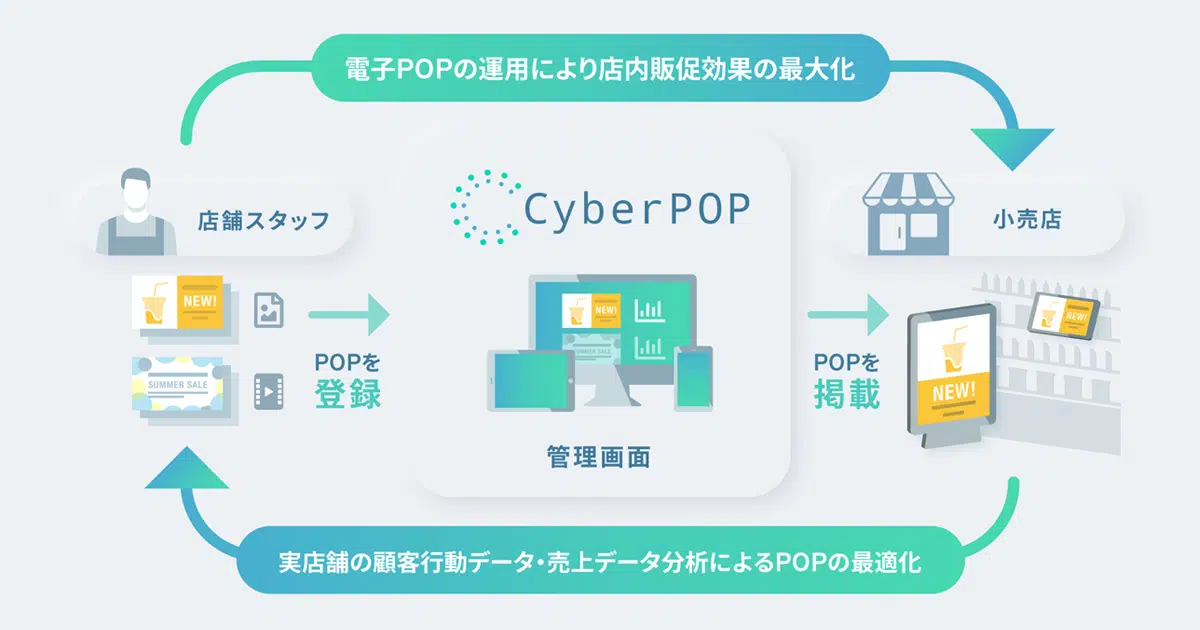 電子POPの運用により店内販促効果の最大化
店舗スタッフ
CyberPOP
小売店
NEW!
SUMMER SALE
POPを
登録
NEW!
SUMMER SALE
管理画面
POPを
掲載
NEW!
NEW!
実店舗の顧客行動データ・売上データ分析によるPOPの最適化